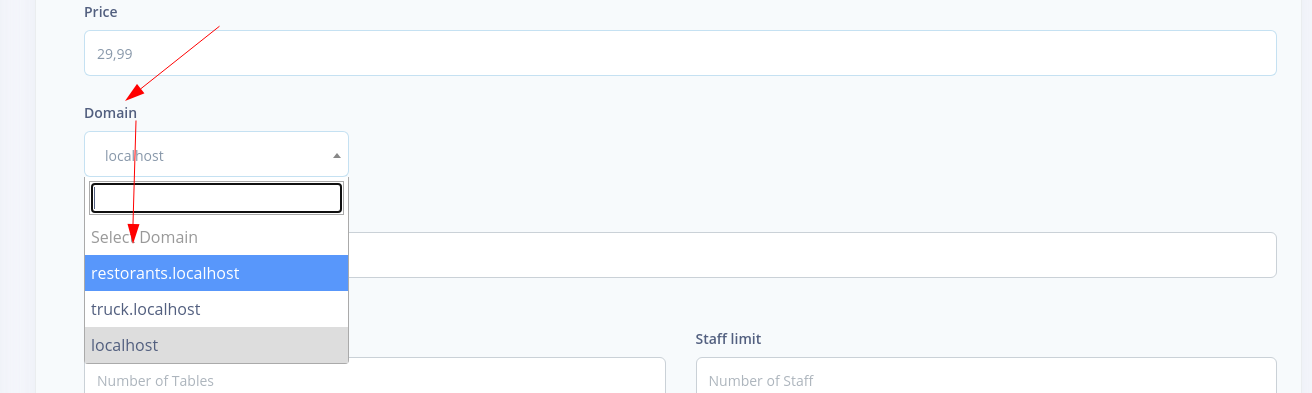 Price
29,99
Domain
localhost
Select Domain
restorants.localhost
truck.localhost
localhost
Staff limit
Number of Tables
Number of Staff